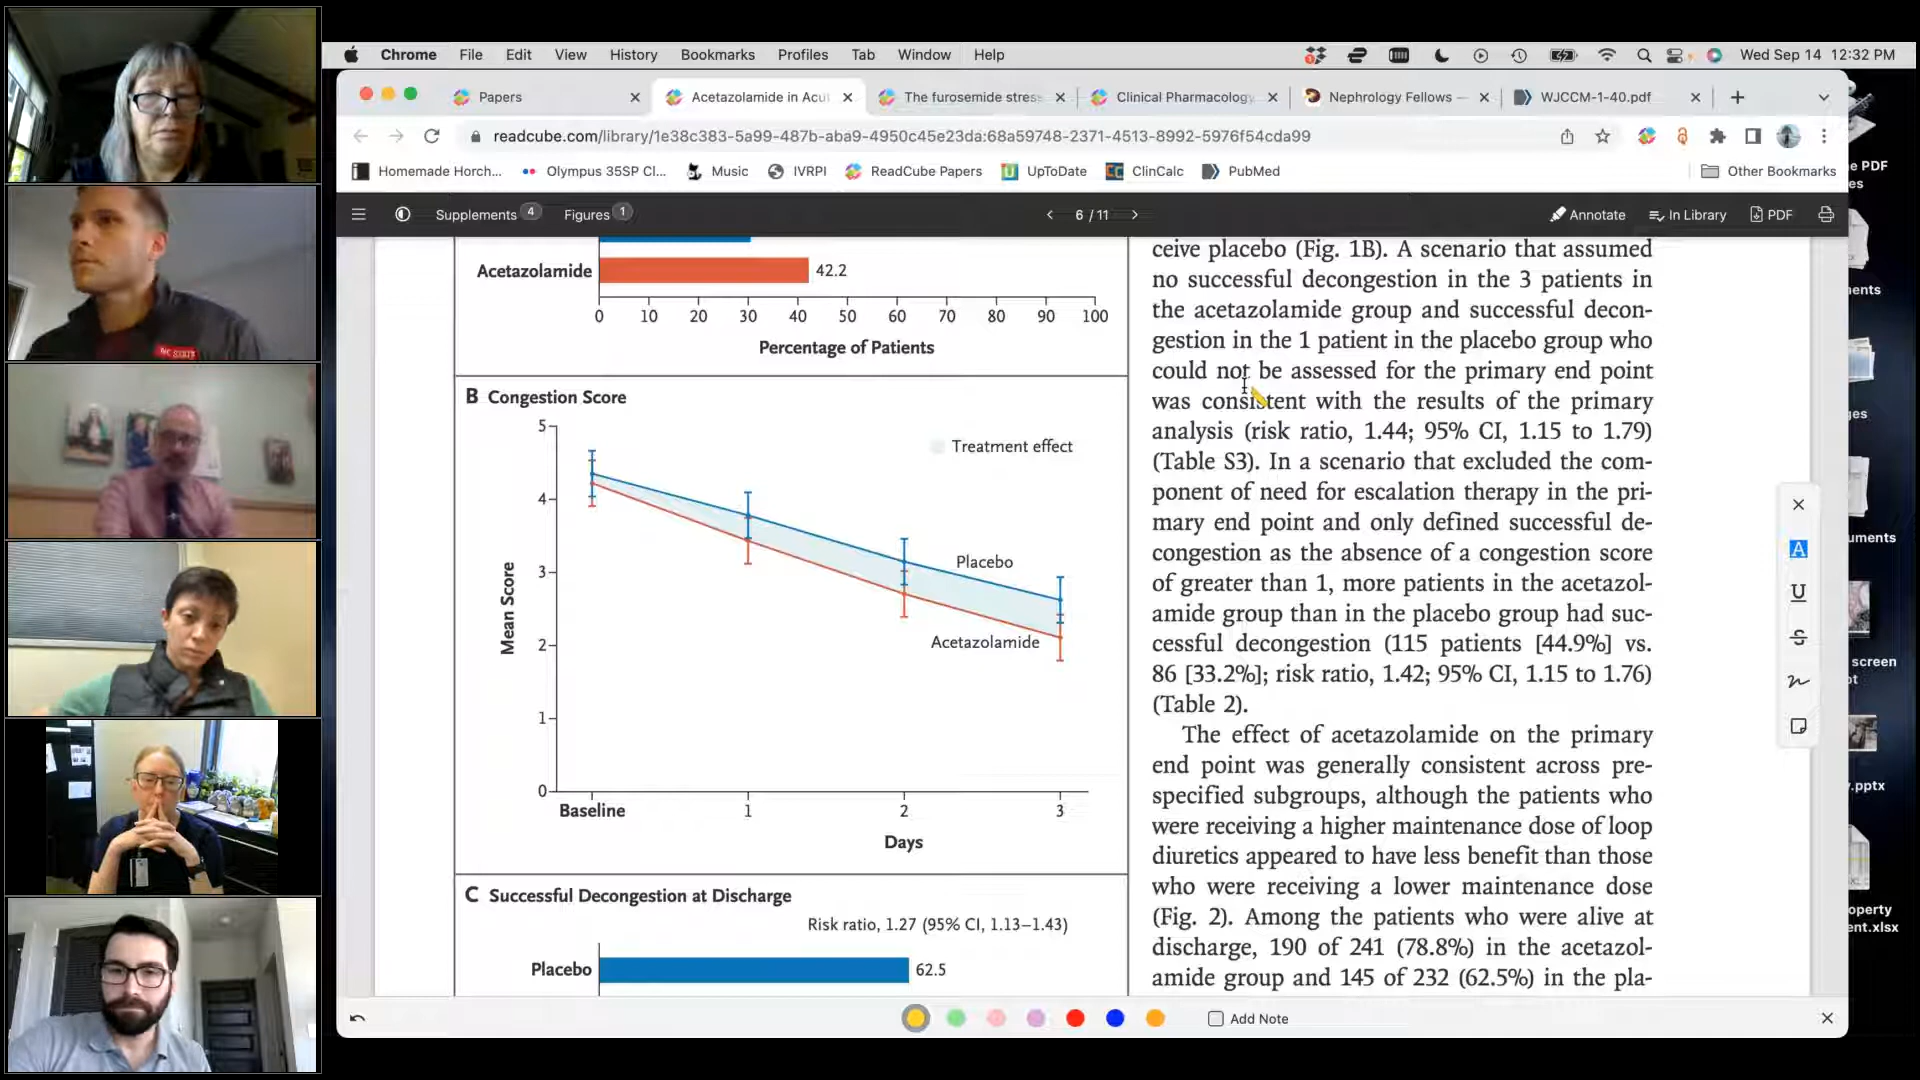 Chrome File Edit View History Bookmarks Profiles Tab Window Help
Wed Sep 14 12:32 PM
Papers
Acetazolamide in Acu
The furosemide stress
Clinical Pharmacology
Nephrology Fellows —
WJCCM-1-40.pdf
readcube.com/library/1e38c383-5a99-487b-aba9-4950c45e23da:68a59748-2371-4513-8992-5976f54cda99
Homemade Horch...
Olympus 35SP Cl...
Music
IVRPI
ReadCube Papers
UpToDate
ClinCalc
PubMed
Other Bookmarks
Supplements 4
Figures 1
6 / 11
Annotate
In Library
PDF
Acetazolamide 42.2
0 10 20 30 40 50 60 70 80 90 100
Percentage of Patients
B Congestion Score
5
4
3
2
1
0
Mean Score
Treatment effect
Placebo
Acetazolamide
Baseline 1 2 3
Days
C Successful Decongestion at Discharge
Risk ratio, 1.27 (95% CI, 1.13–1.43)
Placebo 62.5
ceive placebo (Fig. 1B). A scenario that assumed
no successful decongestion in the 3 patients in
the acetazolamide group and successful decon-
gestion in the 1 patient in the placebo group who
could not be assessed for the primary end point
was consistent with the results of the primary
analysis (risk ratio, 1.44; 95% CI, 1.15 to 1.79)
(Table S3). In a scenario that excluded the com-
ponent of need for escalation therapy in the pri-
mary end point and only defined successful de-
congestion as the absence of a congestion score
of greater than 1, more patients in the acetazol-
amide group than in the placebo group had suc-
cessful decongestion (115 patients [44.9%] vs.
86 [33.2%]; risk ratio, 1.42; 95% CI, 1.15 to 1.76)
(Table 2).
The effect of acetazolamide on the primary
end point was generally consistent across pre-
specified subgroups, although the patients who
were receiving a higher maintenance dose of loop
diuretics appeared to have less benefit than those
who were receiving a lower maintenance dose
(Fig. 2). Among the patients who were alive at
discharge, 190 of 241 (78.8%) in the acetazol-
amide group and 145 of 232 (62.5%) in the pla-
A
U
S
Add Note
e PDF
es
ents
ges
uments
screen
ot
y.pptx
operty
ent.xlsx
NC STATE